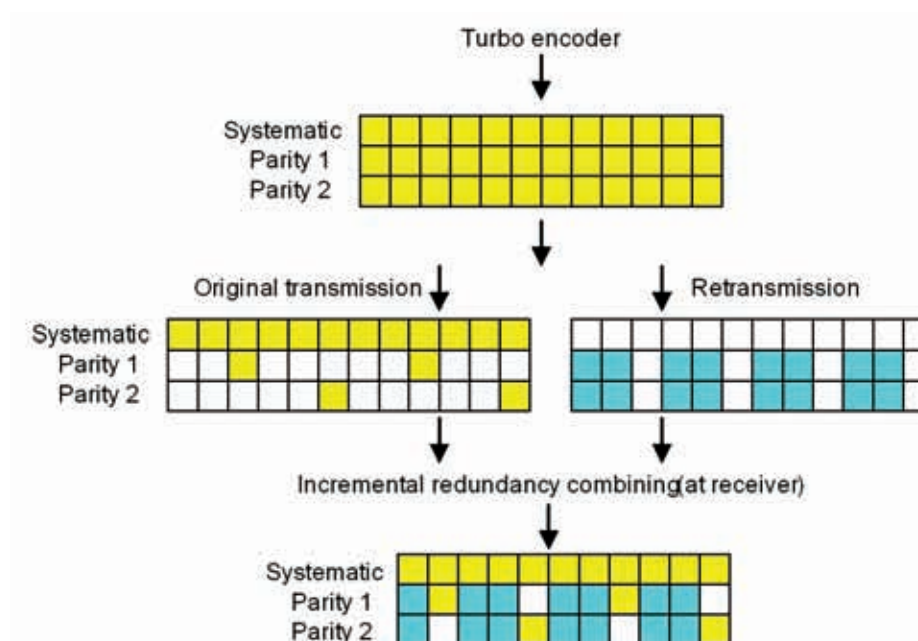 Turbo encoder
Systematic
Parity 1
Parity 2
Original transmission
Retransmission
Systematic
Parity 1
Parity 2
Incremental redundancy combining(at receiver)
Systematic
Parity 1
Parity 2